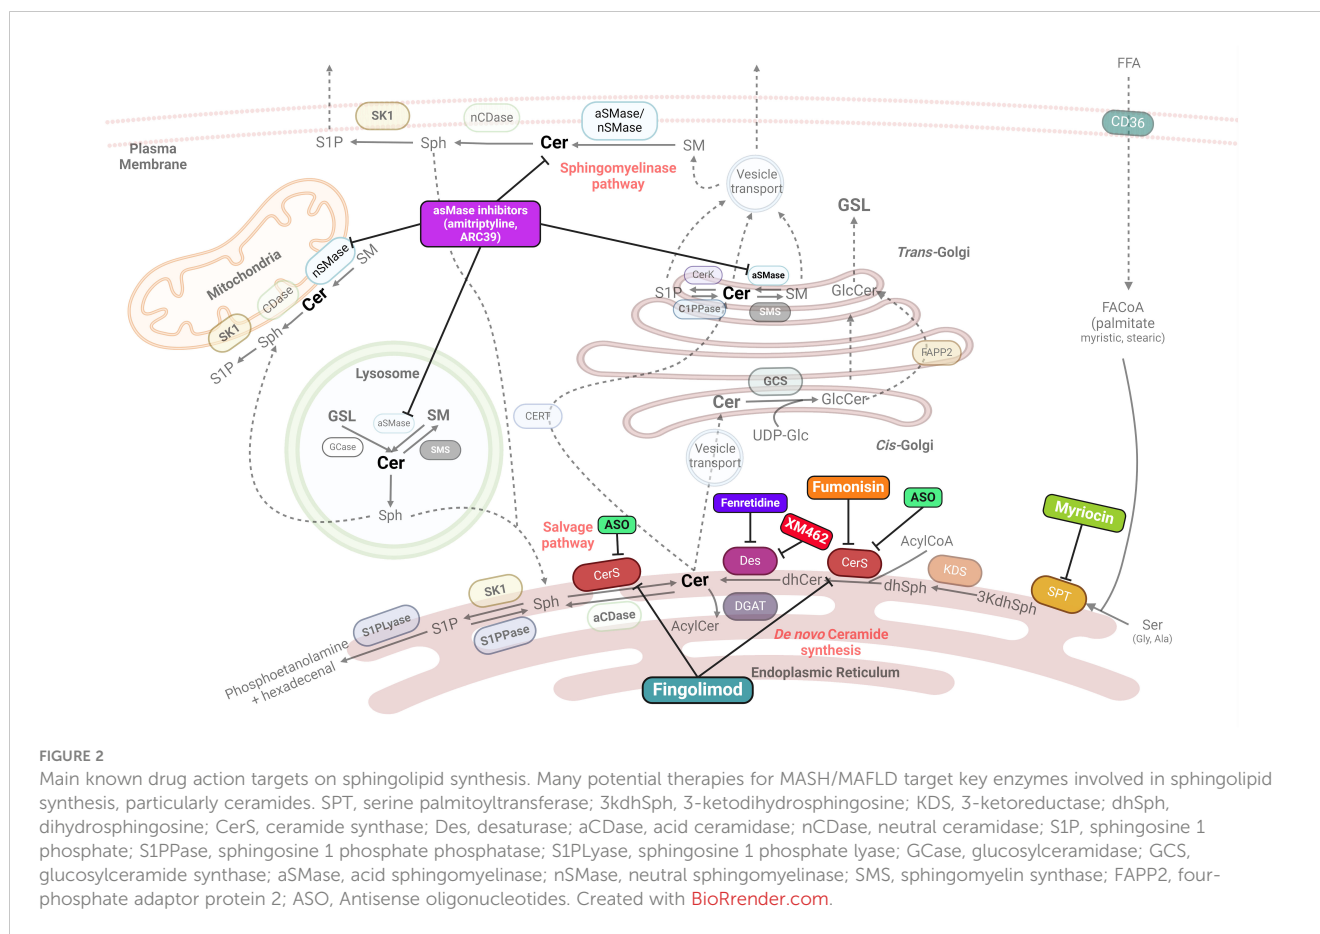 FFA
SK1
nCDase
aSMase/
nSMase
CD36
S1P
Sph
Cer
SM
Plasma
Membrane
Sphingomyelinase
pathway
Vesicle
transport
asMase inhibitors
(amitriptyline,
ARC39)
GSL
Trans-Golgi
nSMase
SM
Mitochondria
CDase
Cer
SK1
Sph
S1P
CerK
aSMase
S1P
Cer
SM
GlcCer
C1PPase
SMS
FACoA
(palmitate
myristic, stearic)
FAPP2
Lysosome
GCS
GSL
aSMase
SM
GCase
SMS
Cer
Sph
CERT
Cer
GlcCer
UDP-Glc
Cis-Golgi
Vesicle
transport
Fenretidine
Fumonisin
ASO
Myriocin
Salvage
pathway
ASO
XM462
AcylCoA
Des
CerS
KDS
CerS
Cer
dhCer
dhSph
3KdhSph
SPT
SK1
Sph
aCDase
DGAT
AcylCer
S1PLyase
S1P
S1PPase
Ser
(Gly, Ala)
De novo Ceramide
synthesis
Phosphoetanolamine
+ hexadecenal
Endoplasmic Reticulum
Fingolimod
FIGURE 2
Main known drug action targets on sphingolipid synthesis. Many potential therapies for MASH/MAFLD target key enzymes involved in sphingolipid
synthesis, particularly ceramides. SPT, serine palmitoyltransferase; 3kdhSph, 3-ketodihydrosphingosine; KDS, 3-ketoreductase; dhSph,
dihydrosphingosine; CerS, ceramide synthase; Des, desaturase; aCDase, acid ceramidase; nCDase, neutral ceramidase; S1P, sphingosine 1
phosphate; S1PPase, sphingosine 1 phosphate phosphatase; S1PLyase, sphingosine 1 phosphate lyase; GCase, glucosylceramidase; GCS,
glucosylceramide synthase; aSMase, acid sphingomyelinase; nSMase, neutral sphingomyelinase; SMS, sphingomyelin synthase; FAPP2, four-
phosphate adaptor protein 2; ASO, Antisense oligonucleotides. Created with BioRrender.com.